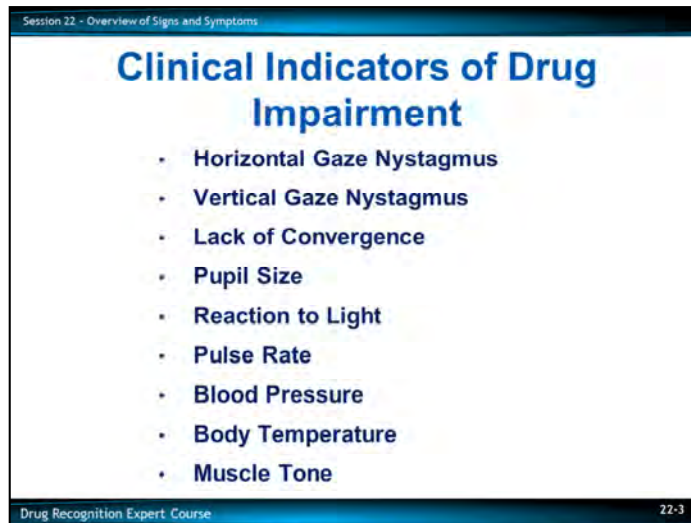 Session 22 - Overview of Signs and Symptoms
Clinical Indicators of Drug
Impairment
• Horizontal Gaze Nystagmus
• Vertical Gaze Nystagmus
• Lack of Convergence
• Pupil Size
• Reaction to Light
• Pulse Rate
• Blood Pressure
• Body Temperature
• Muscle Tone
Drug Recognition Expert Course
22-3